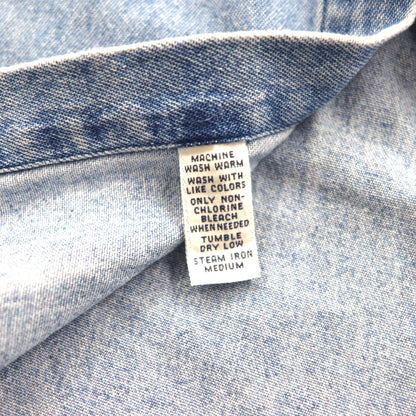 MACHINE
WASH WARM
WASH WITH
LIKE COLORS
ONLY NON-
CHLORINE
BLEACH
WHEN NEEDED
TUMBLE
DRY LOW
STEAM IRON
MEDIUM